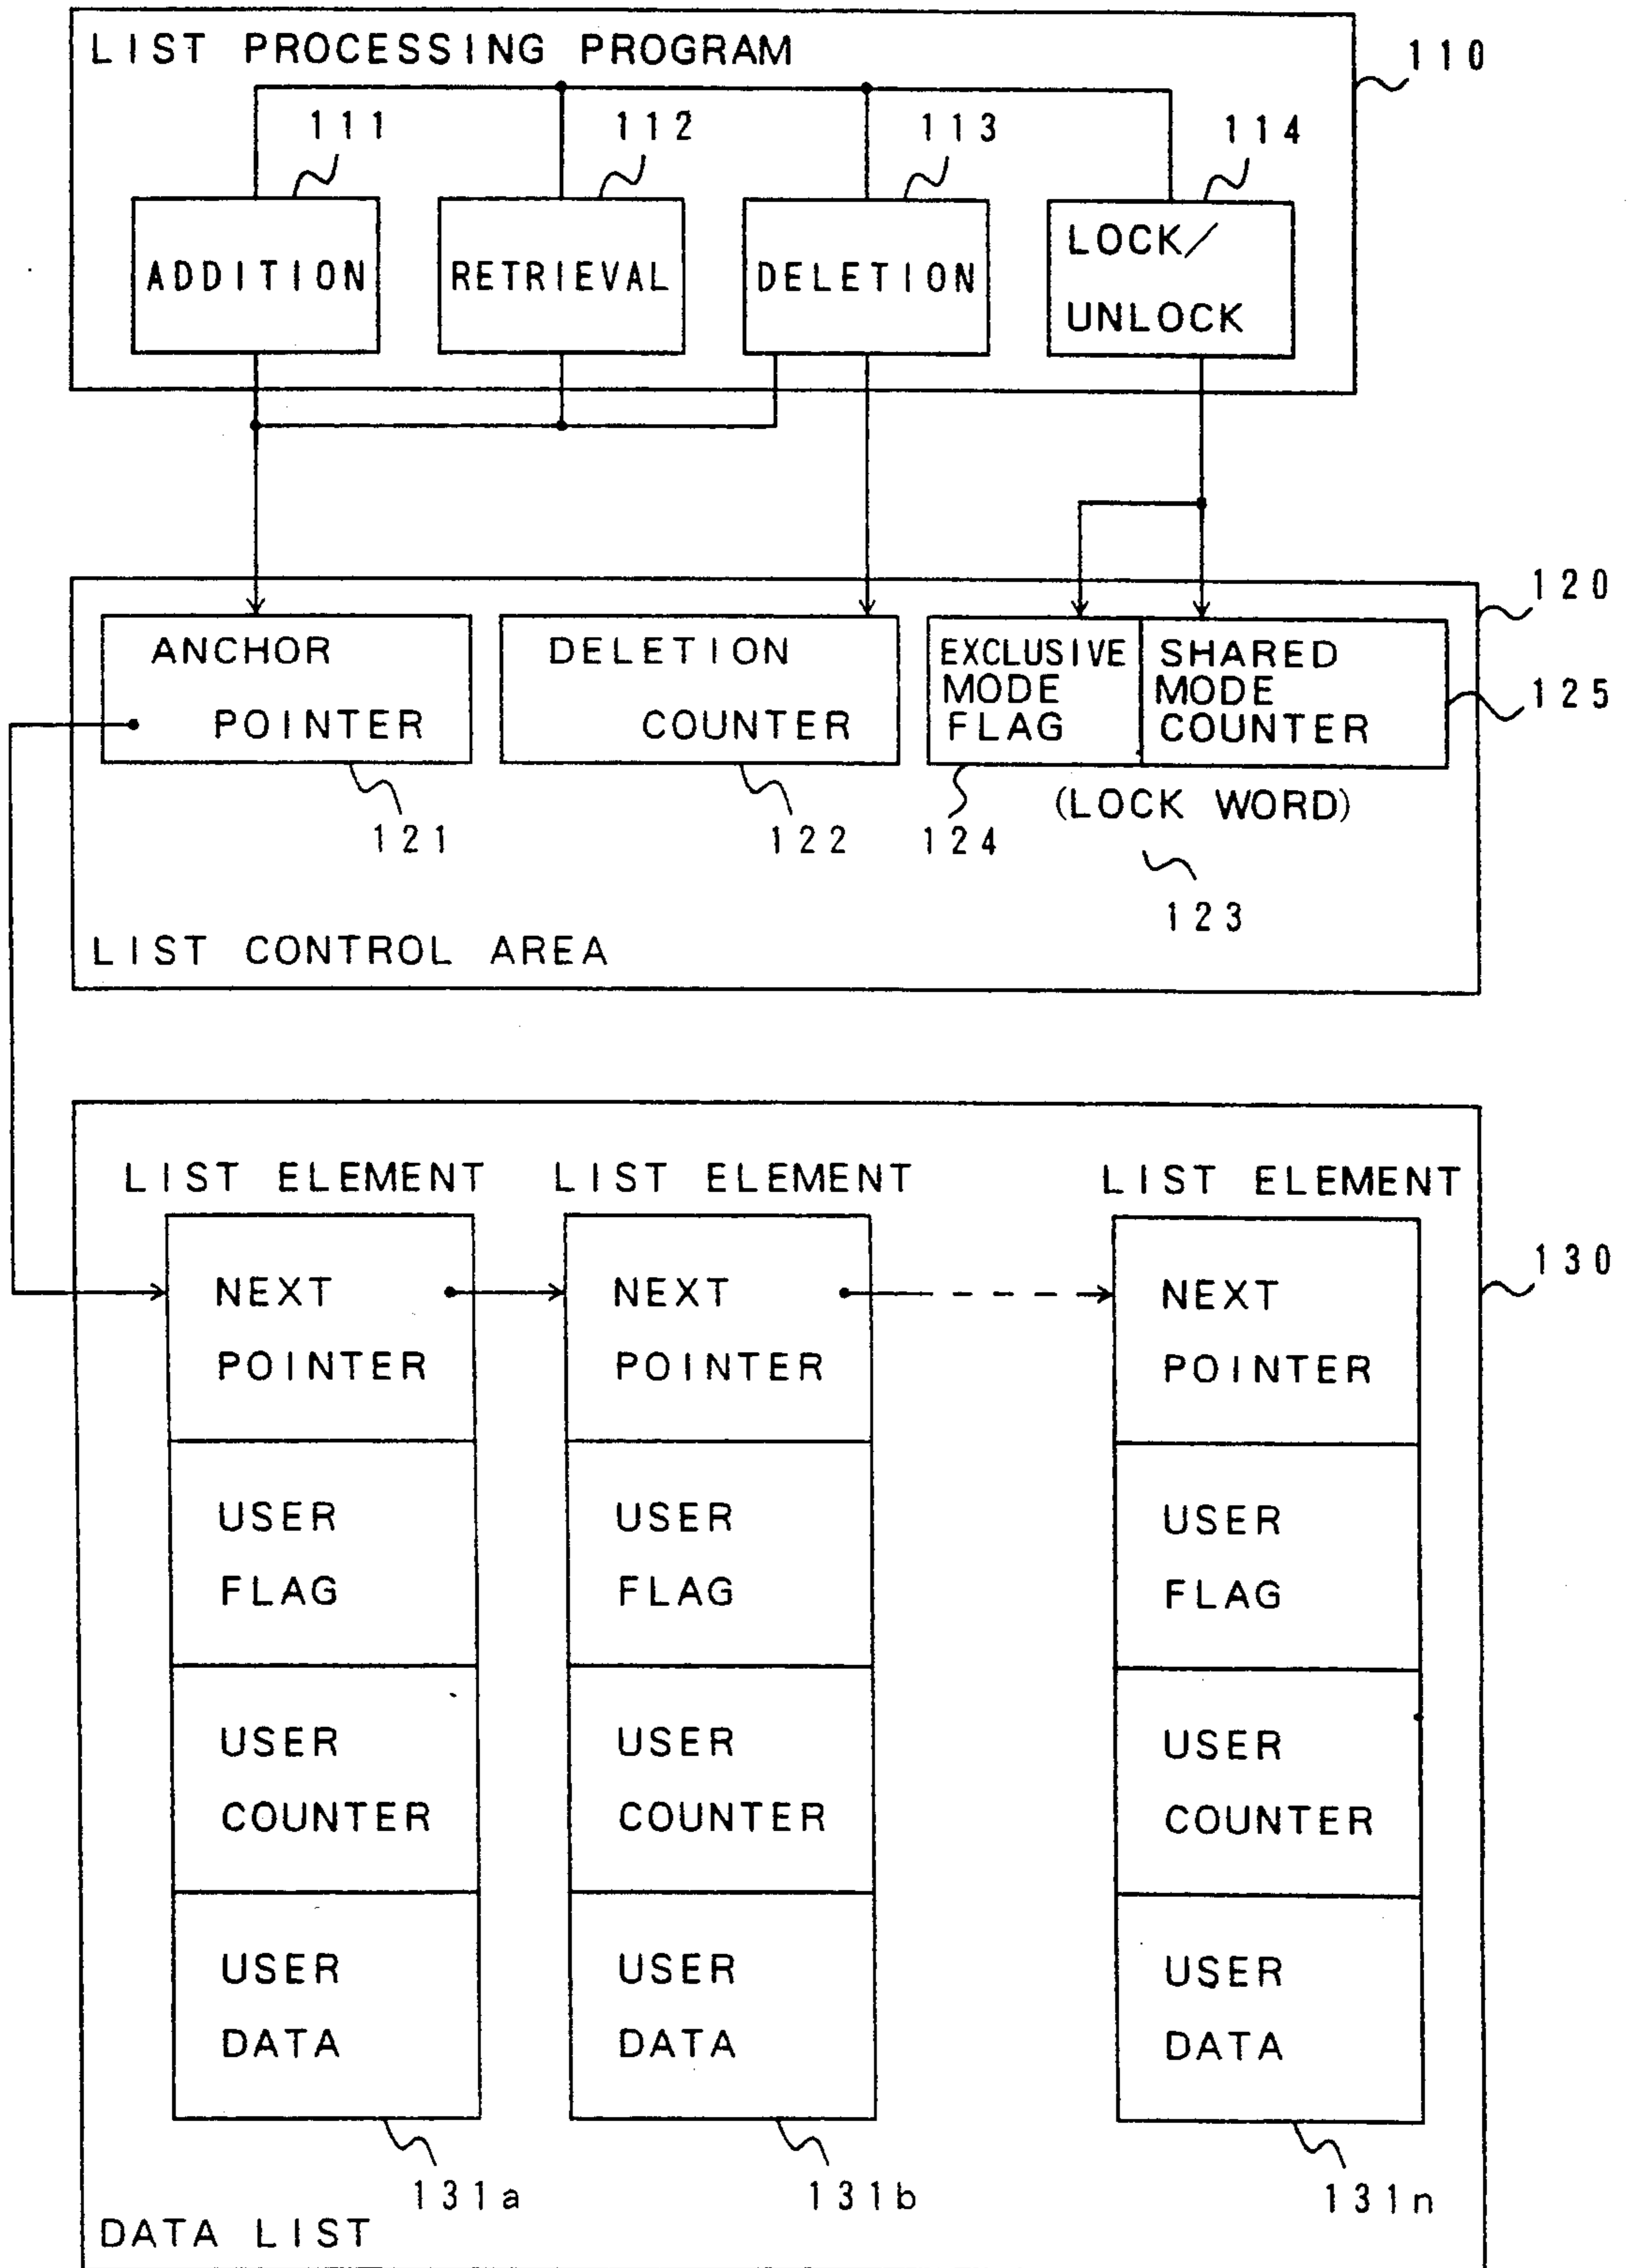 LIST PROCESSING PROGRAM
110
111
112
113
114
ADDITION
RETRIEVAL
DELETION
LOCK/
UNLOCK
120
ANCHOR
POINTER
DELETION
COUNTER
EXCLUSIVE
MODE
FLAG
SHARED
MODE
COUNTER
125
121
122
124
(LOCK WORD)
123
LIST CONTROL AREA
LIST ELEMENT
LIST ELEMENT
LIST ELEMENT
130
NEXT
POINTER
NEXT
POINTER
NEXT
POINTER
USER
FLAG
USER
FLAG
USER
FLAG
USER
COUNTER
USER
COUNTER
USER
COUNTER
USER
DATA
USER
DATA
USER
DATA
131a
131b
131n
DATA LIST